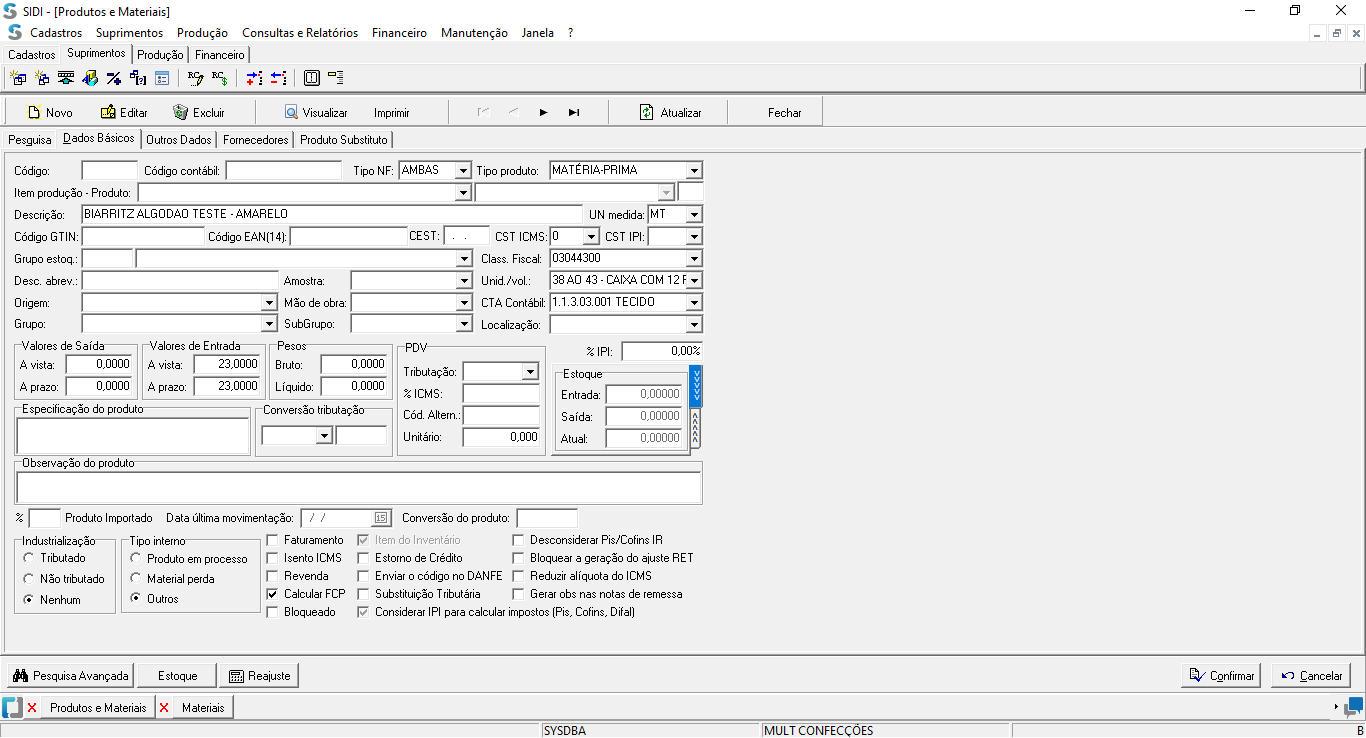 SIDI - [Produtos e Materiais]
Cadastros Suprimentos Produção Consultas e Relatórios Financeiro Manutenção Janela ?
Cadastros Suprimentos Produção Financeiro
Novo Editar Excluir Visualizar Imprimir Atualizar Fechar
Pesquisa Dados Básicos Outros Dados Fornecedores Produto Substituto
Código: Código contábil: Tipo NF: AMBAS Tipo produto: MATÉRIA-PRIMA
Item produção - Produto:
Descrição: BIARRITZ ALGODAO TESTE - AMARELO UN medida: MT
Código GTIN: Código EAN(14): CEST: . . CST ICMS: 0 CST IPI:
Grupo estoq.: Class. Fiscal: 03044300
Desc. abrev.: Amostra: Unid./vol.: 38 AO 43 - CAIXA COM 12 F
Origem: Mão de obra: CTA Contábil: 1.1.3.03.001 TECIDO
Grupo: SubGrupo: Localização:
Valores de Saída Valores de Entrada Pesos PDV % IPI: 0,00%
A vista: 0,0000 A vista: 23,0000 Bruto: 0,0000 Tributação: Estoque
A prazo: 0,0000 A prazo: 23,0000 Líquido: 0,0000 % ICMS: Entrada: 0,00000
Especificação do produto Conversão tributação Cód. Altern.: Saída: 0,00000
Unitário: 0,000 Atual: 0,00000
Observação do produto
% Produto Importado Data última movimentação: / / 15 Conversão do produto:
Industrialização Tipo interno Faturamento Item do Inventário Desconsiderar Pis/Cofins IR
Tributado Produto em processo Isento ICMS Estorno de Crédito Bloquear a geração do ajuste RET
Não tributado Material perda Revenda Enviar o código no DANFE Reduzir alíquota do ICMS
Nenhum Outros Calcular FCP Substituição Tributária Gerar obs nas notas de remessa
Bloqueado Considerar IPI para calcular impostos (Pis, Cofins, Difal)
Pesquisa Avançada Estoque Reajuste Confirmar Cancelar
Produtos e Materiais Materiais
SYSDBA MULT CONFECÇÕES B